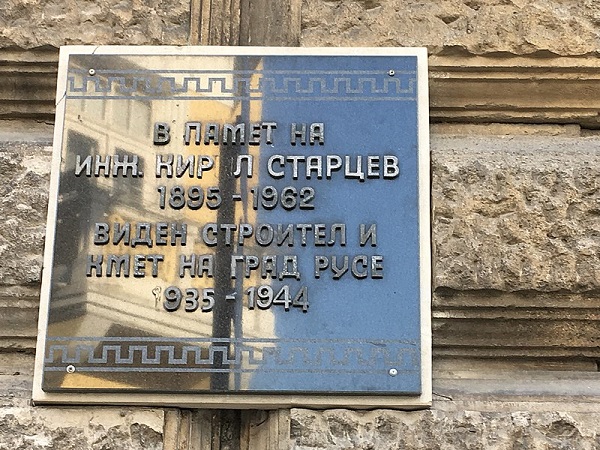 В ПАМЕТ НА
ИНЖ. КИР Л СТАРЦЕВ
1895 - 1962
ВИДЕН СТРОИТЕЛ И
КМЕТ НА ГРАД РУСЕ
1935 - 1944